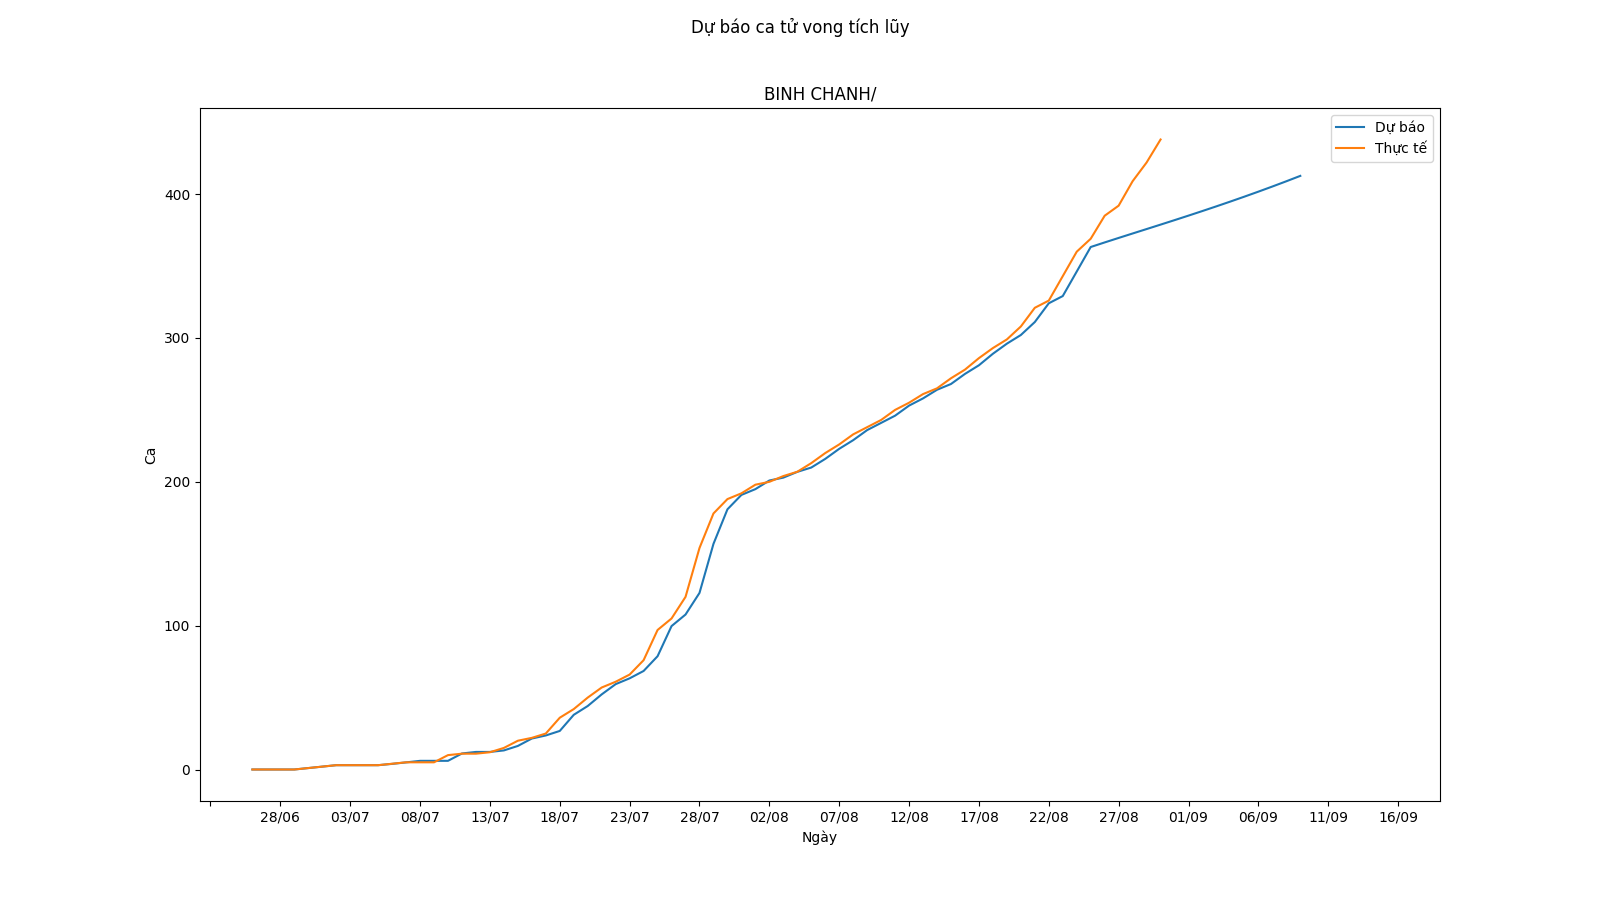 Dự báo ca tử vong tích lũy
BINH CHANH/
Dự báo
Thực tế
400
300
200
100
0
Ca
28/06 03/07 08/07 13/07 18/07 23/07 28/07 02/08 07/08 12/08 17/08 22/08 27/08 01/09 06/09 11/09 16/09
Ngày